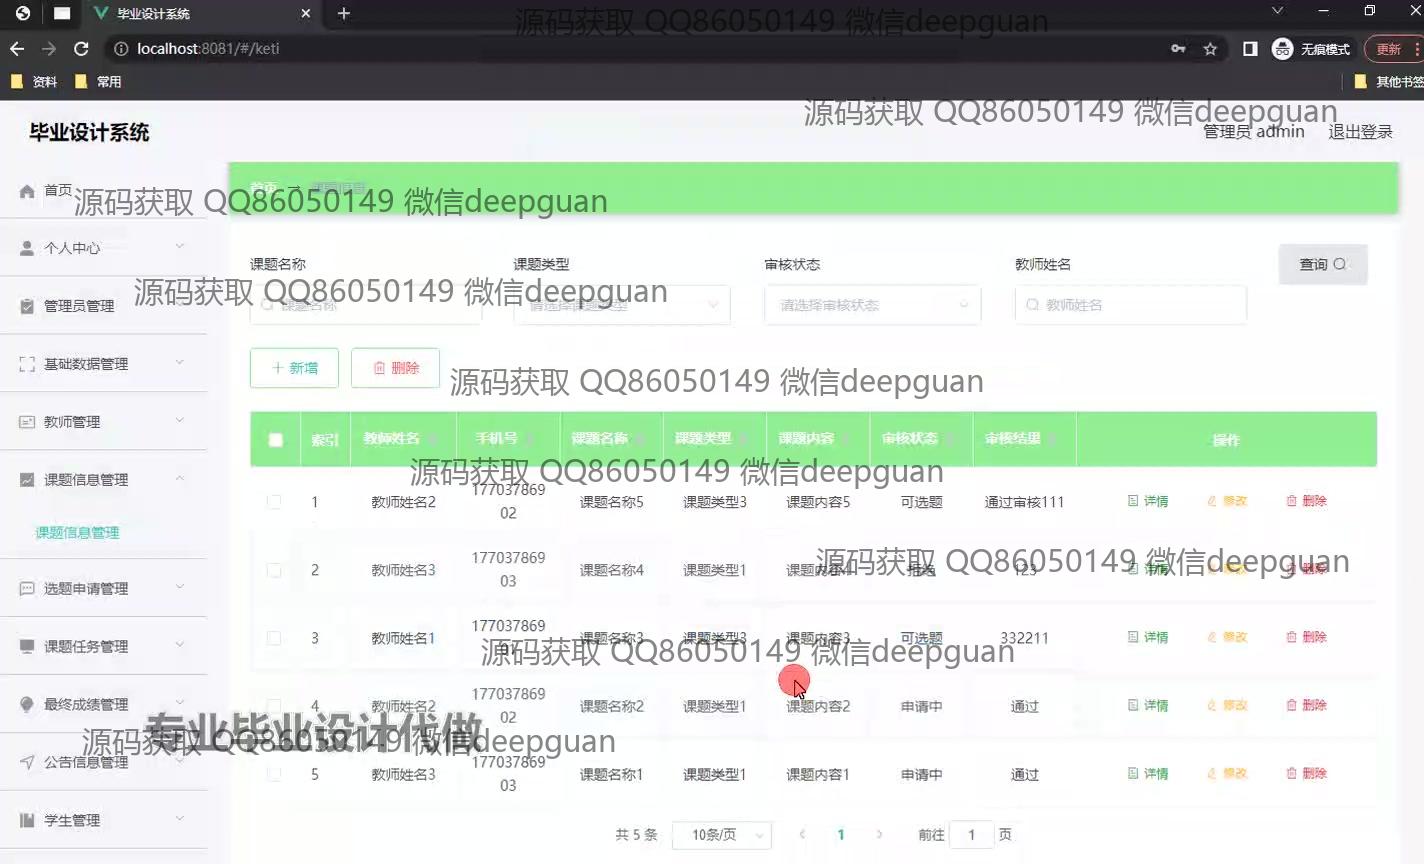 毕业设计系统
localhost:8081/#/keti
无痕模式
更新
资料
常用
其他书签
源码获取 QQ86050149 微信deepguan
源码获取 QQ86050149 微信deepguan
毕业设计系统
管理员 admin
退出登录
首页
个人中心
管理员管理
基础数据管理
教师管理
课题信息管理
课题信息管理
选题申请管理
课题任务管理
最终成绩管理
公告信息管理
学生管理
首页
源码获取 QQ86050149 微信deepguan
课题名称 课题类型 审核状态 教师姓名
查询
课题名称 请选择课题类型 请选择审核状态 教师姓名
源码获取 QQ86050149 微信deepguan
新增 删除
源码获取 QQ86050149 微信deepguan
索引 教师姓名 手机号 课题名称 课题类型 课题内容 审核状态 审核结果 操作
源码获取 QQ86050149 微信deepguan
1 教师姓名2 17703786902 课题名称5 课题类型3 课题内容5 可选题 通过审核111 详情 修改 删除
源码获取 QQ86050149 微信deepguan
2 教师姓名3 17703786903 课题名称4 课题类型1 课题内容4 123 详情 修改 删除
3 教师姓名1 177037869 课题名称3 课题类型3 课题内容3 可选题 332211 详情 修改 删除
源码获取 QQ86050149 微信deepguan
4 教师姓名2 17703786902 课题名称2 课题类型1 课题内容2 申请中 通过 详情 修改 删除
专业毕业设计代做
源码获取 QQ86050149 微信deepguan
5 教师姓名3 17703786903 课题名称1 课题类型1 课题内容1 申请中 通过 详情 修改 删除
共 5 条 10条/页 1 前往 1 页